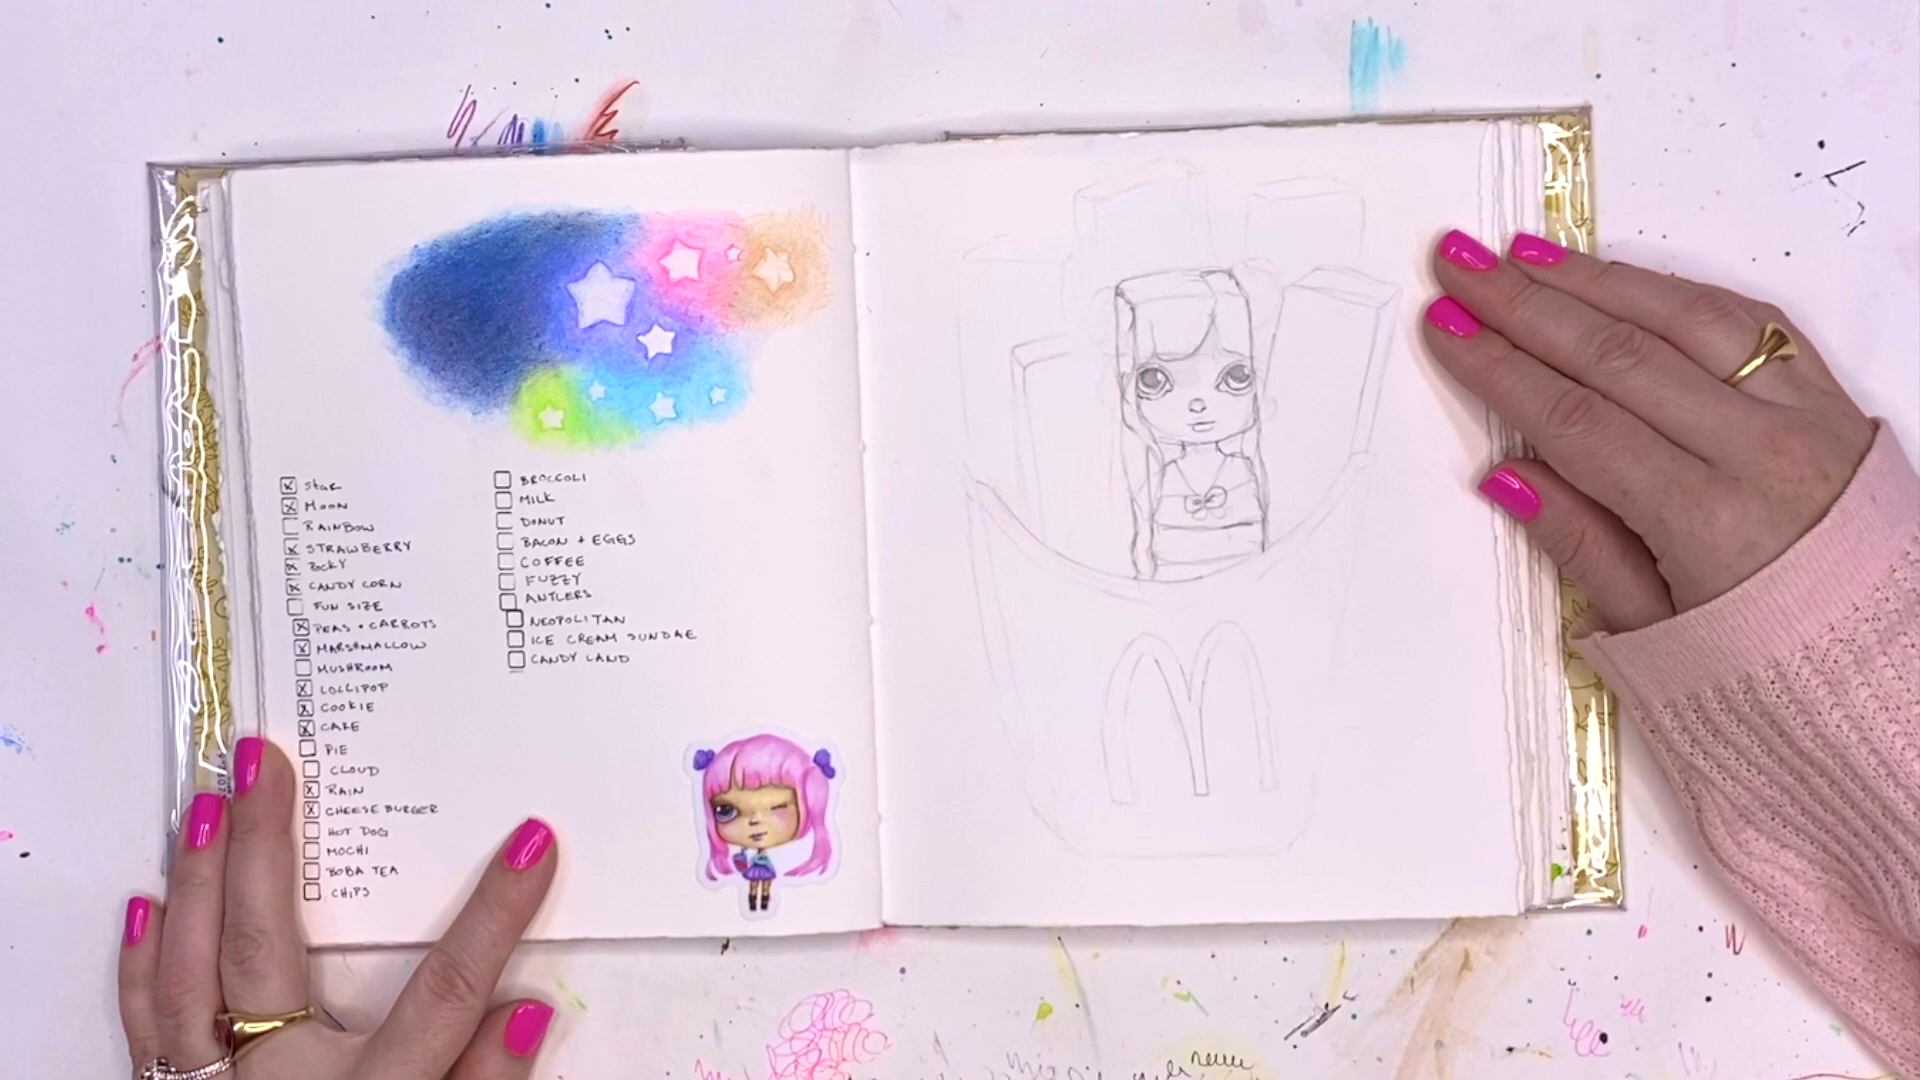 Star
MOON
RAINBOW
STRAWBERRY
POCKY
CANDY CORN
FUN SIZE
PEAS + CARROTS
MARSHMALLOW
MUSHROOM
LOLLIPOP
COOKIE
CAKE
PIE
CLOUD
RAIN
CHEESE BURGER
HOT DOG
MOCHI
BOBA TEA
CHIPS
BROCCOLI
MILK
DONUT
BACON + EGGS
COFFEE
FUZZY
ANTLERS
NEOPOLITAN
ICE CREAM SUNDAE
CANDY LAND
M